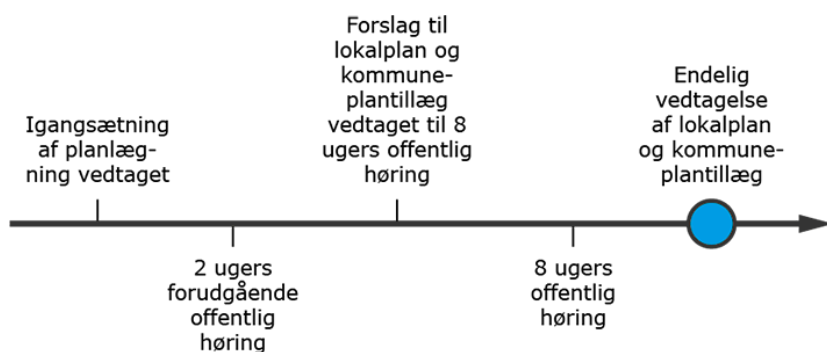 Igangsætning
af planlæg-
ning vedtaget
2 ugers
forudgående
offentlig
høring
Forslag til
lokalplan og
kommune-
plantillæg
vedtaget til 8
ugers offentlig
høring
8 ugers
offentlig
høring
Endelig
vedtagelse
af lokalplan
og kommune-
plantillæg